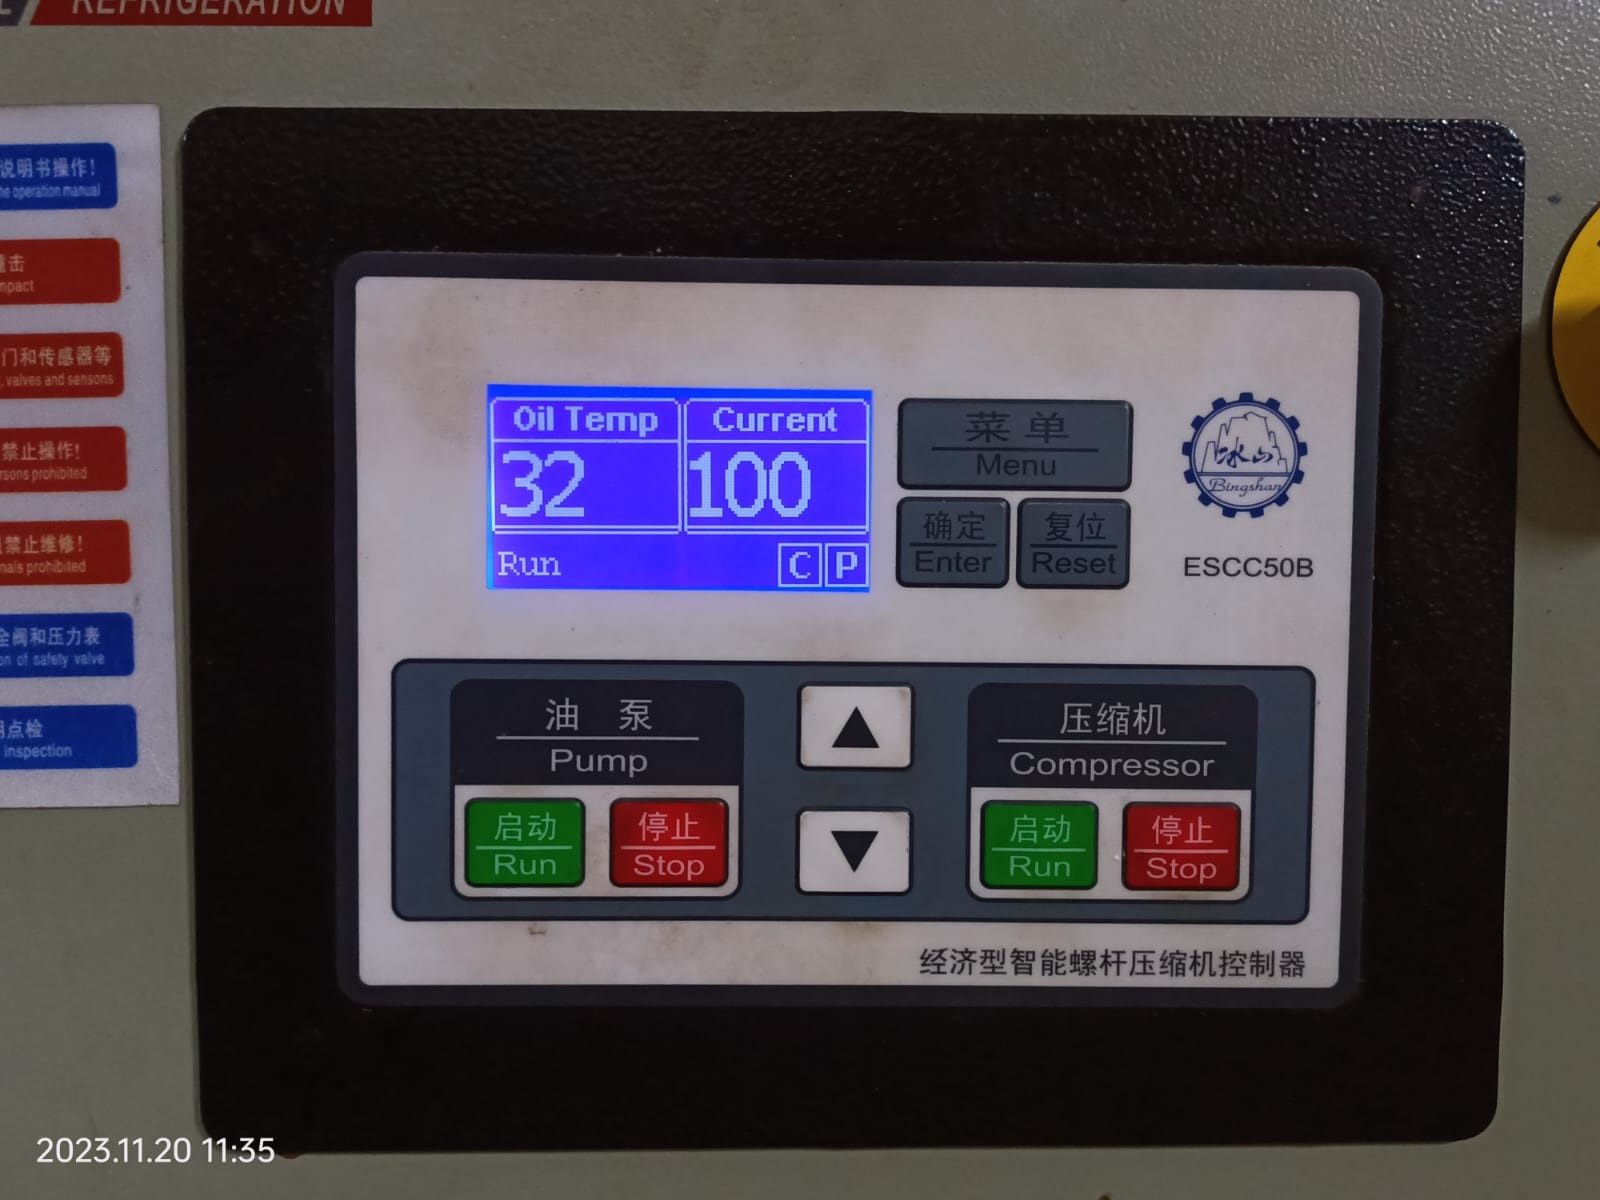 REFRIGERATION
说明书操作!
the operation manual
撞击
mpact
门和传感器等
, valves and sensons
禁止操作!
rsons prohibited
禁止维修!
nals prohibited
全阀和压力表
on of safety valve
点检
inspection
Oil Temp
Current
32
100
Run
C P
菜单
Menu
确定
Enter
复位
Reset
冰山
Bingshan
ESCC50B
油泵
Pump
启动
Run
停止
Stop
▲
▼
压缩机
Compressor
启动
Run
停止
Stop
经济型智能螺杆压缩机控制器
2023.11.20 11:35